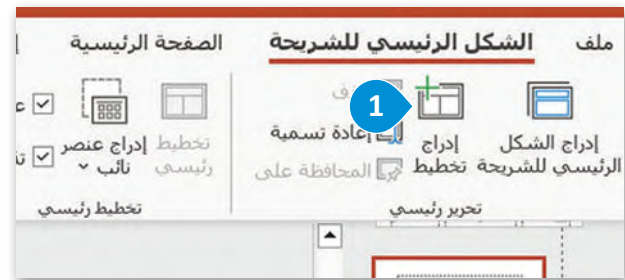 ملف الشكل الرئيسي للشريحة الصفحة الرئيسية
1
إدراج الشكل الرئيسي للشريحة
إدراج تخطيط
إعادة تسمية
المحافظة على
تحرير رئيسي
تخطيط رئيسي
إدراج عنصر نائب
تخطيط رئيسي